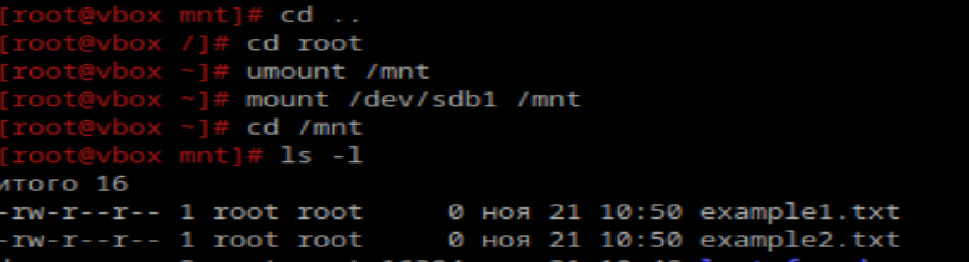 [root@vbox mnt]# cd ..
[root@vbox /]# cd root
[root@vbox ~]# umount /mnt
[root@vbox ~]# mount /dev/sdb1 /mnt
[root@vbox ~]# cd /mnt
[root@vbox mnt]# ls -l
итого 16
-rw-r--r-- 1 root root 0 ноя 21 10:50 example1.txt
-rw-r--r-- 1 root root 0 ноя 21 10:50 example2.txt